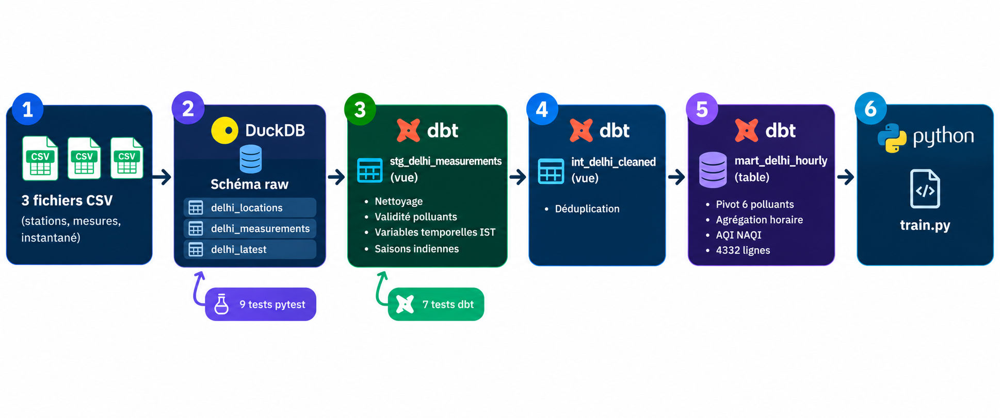 1
CSV
CSV
CSV
3 fichiers CSV
(stations, mesures,
instantané)
2
DuckDB
Schéma raw
delhi_locations
delhi_measurements
delhi_latest
9 tests pytest
3
dbt
stg_delhi_measurements
(vue)
• Nettoyage
• Validité polluants
• Variables temporelles IST
• Saisons indiennes
7 tests dbt
4
dbt
int_delhi_cleaned
(vue)
• Déduplication
5
dbt
mart_delhi_hourly
(table)
• Pivot 6 polluants
• Agrégation horaire
• AQI NAQI
• 4332 lignes
6
python
</>
train.py